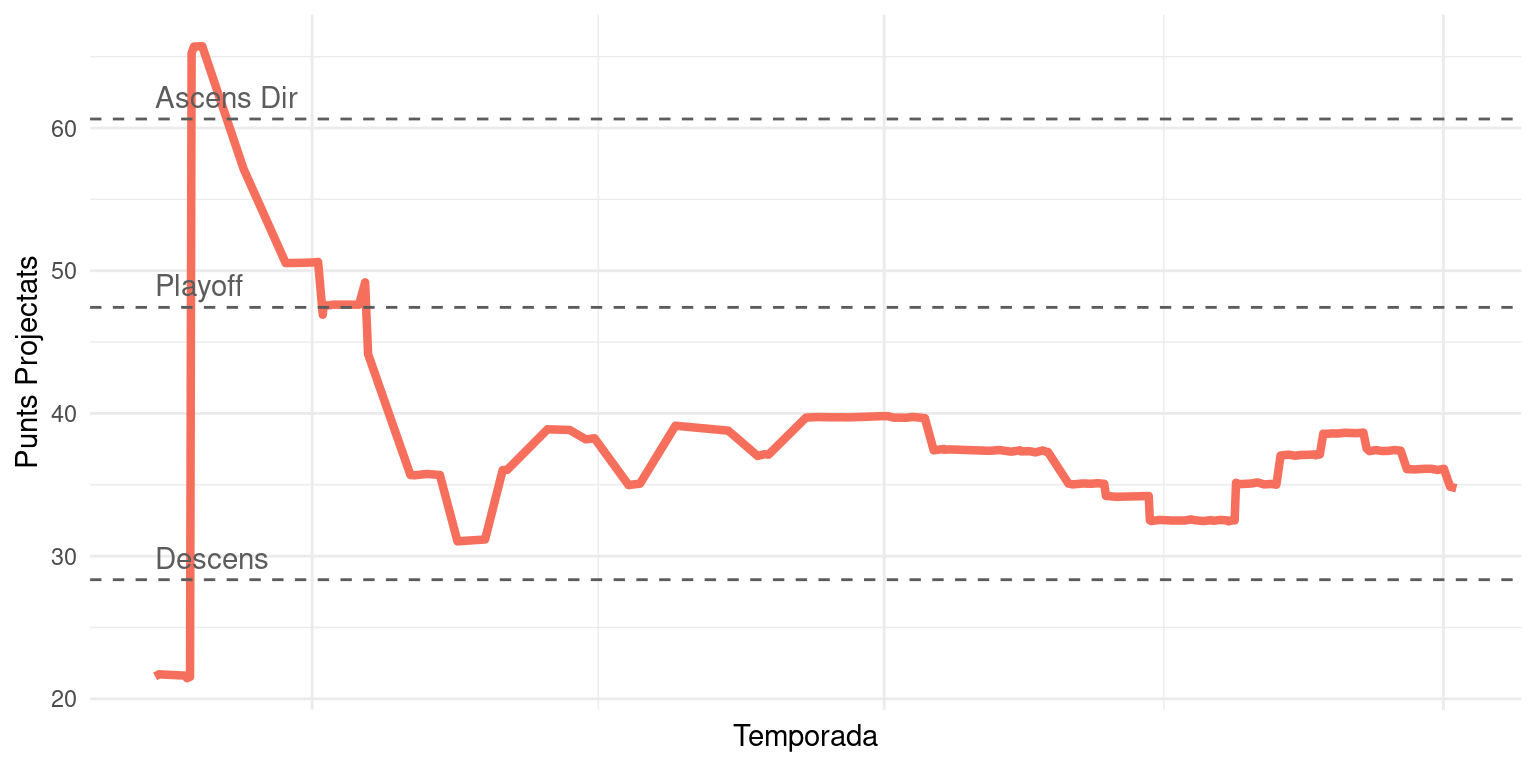 Ascens Dir
60
50
Playoff
Punts Projectats
40
30
Descens
20
Temporada